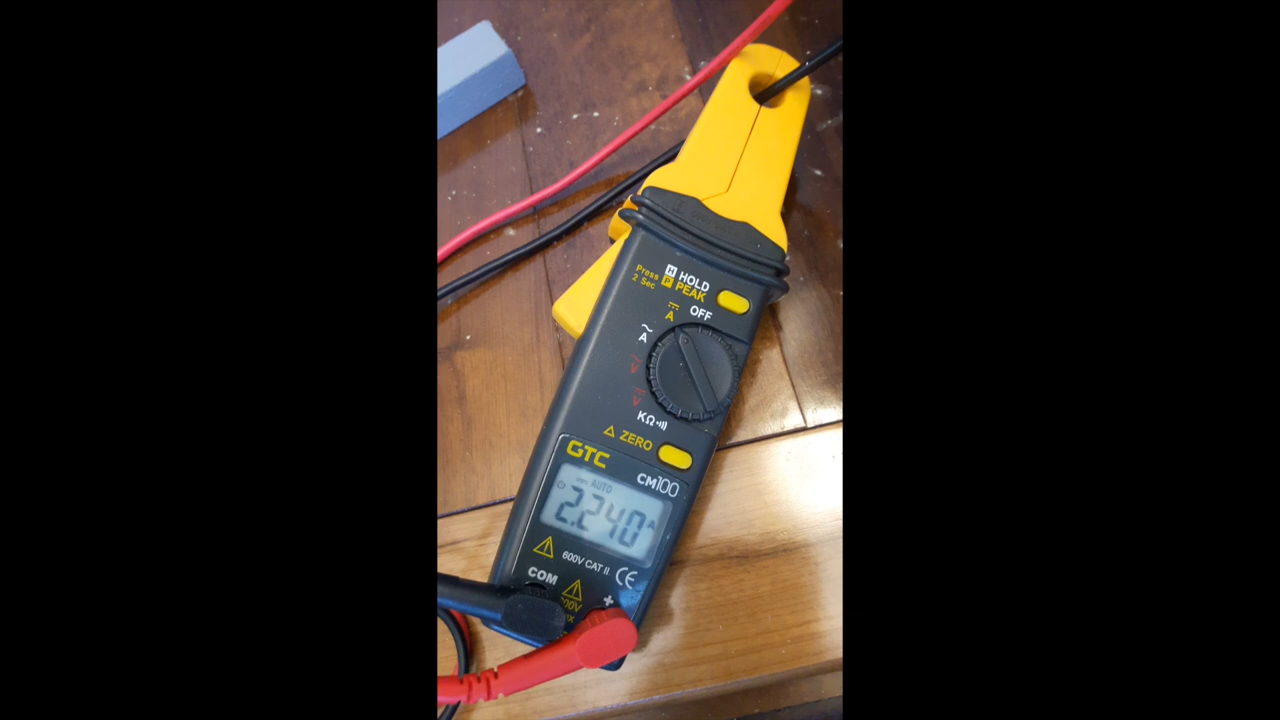 Press
2 Sec
H HOLD
P PEAK
A
OFF
A
KΩ
ZERO
GTC
CM100
AUTO
2.240 A
600V CAT II
COM
CE
+